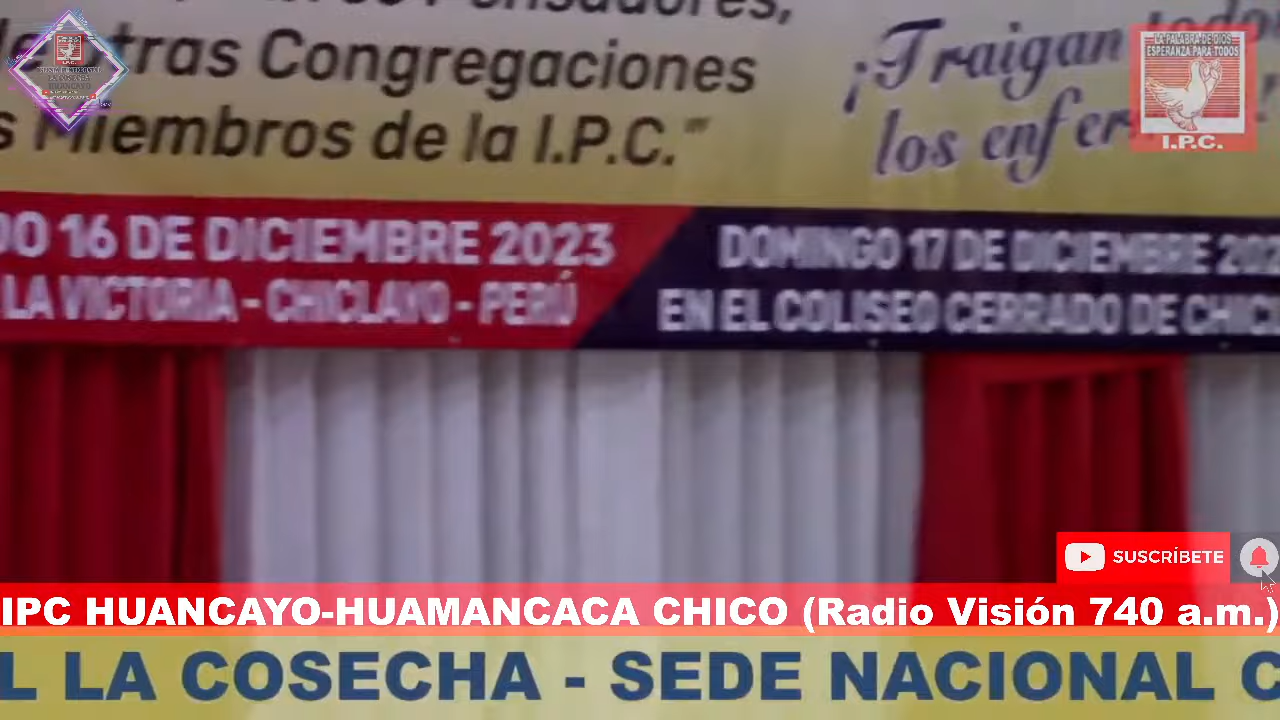 Pensadores,
Congregaciones
Miembros de la I.P.C."
¡Traigan
los
LA PALABRA DE DIOS
ESPERANZA PARA TODOS
I.P.C.
16 DE DICIEMBRE 2023
LA VICTORIA - CHICLAYO - PERÚ
DOMINGO 17 DE DICIEMBRE
EN EL COLISEO CERRADO DE
SUSCRÍBETE
IPC HUANCAYO-HUAMANCACA CHICO (Radio Visión 740 a.m.)
L LA COSECHA - SEDE NACIONAL C